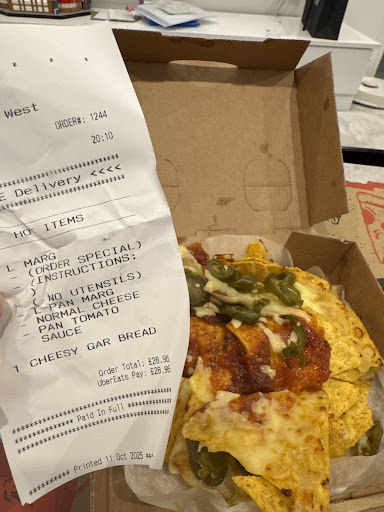 * * *
West
ORDER#: 1244
20:10
E Delivery <<<<
HOT ITEMS
L MARG
- (ORDER SPECIAL)
- (INSTRUCTIONS:
- ( NO UTENSILS)
- L PAN MARG
- NORMAL CHEESE
- PAN TOMATO
SAUCE
1 CHEESY GAR BREAD
Order Total: £28.96
UberEats Pay: £28.96
Paid In Full
Printed 11 Oct 2025